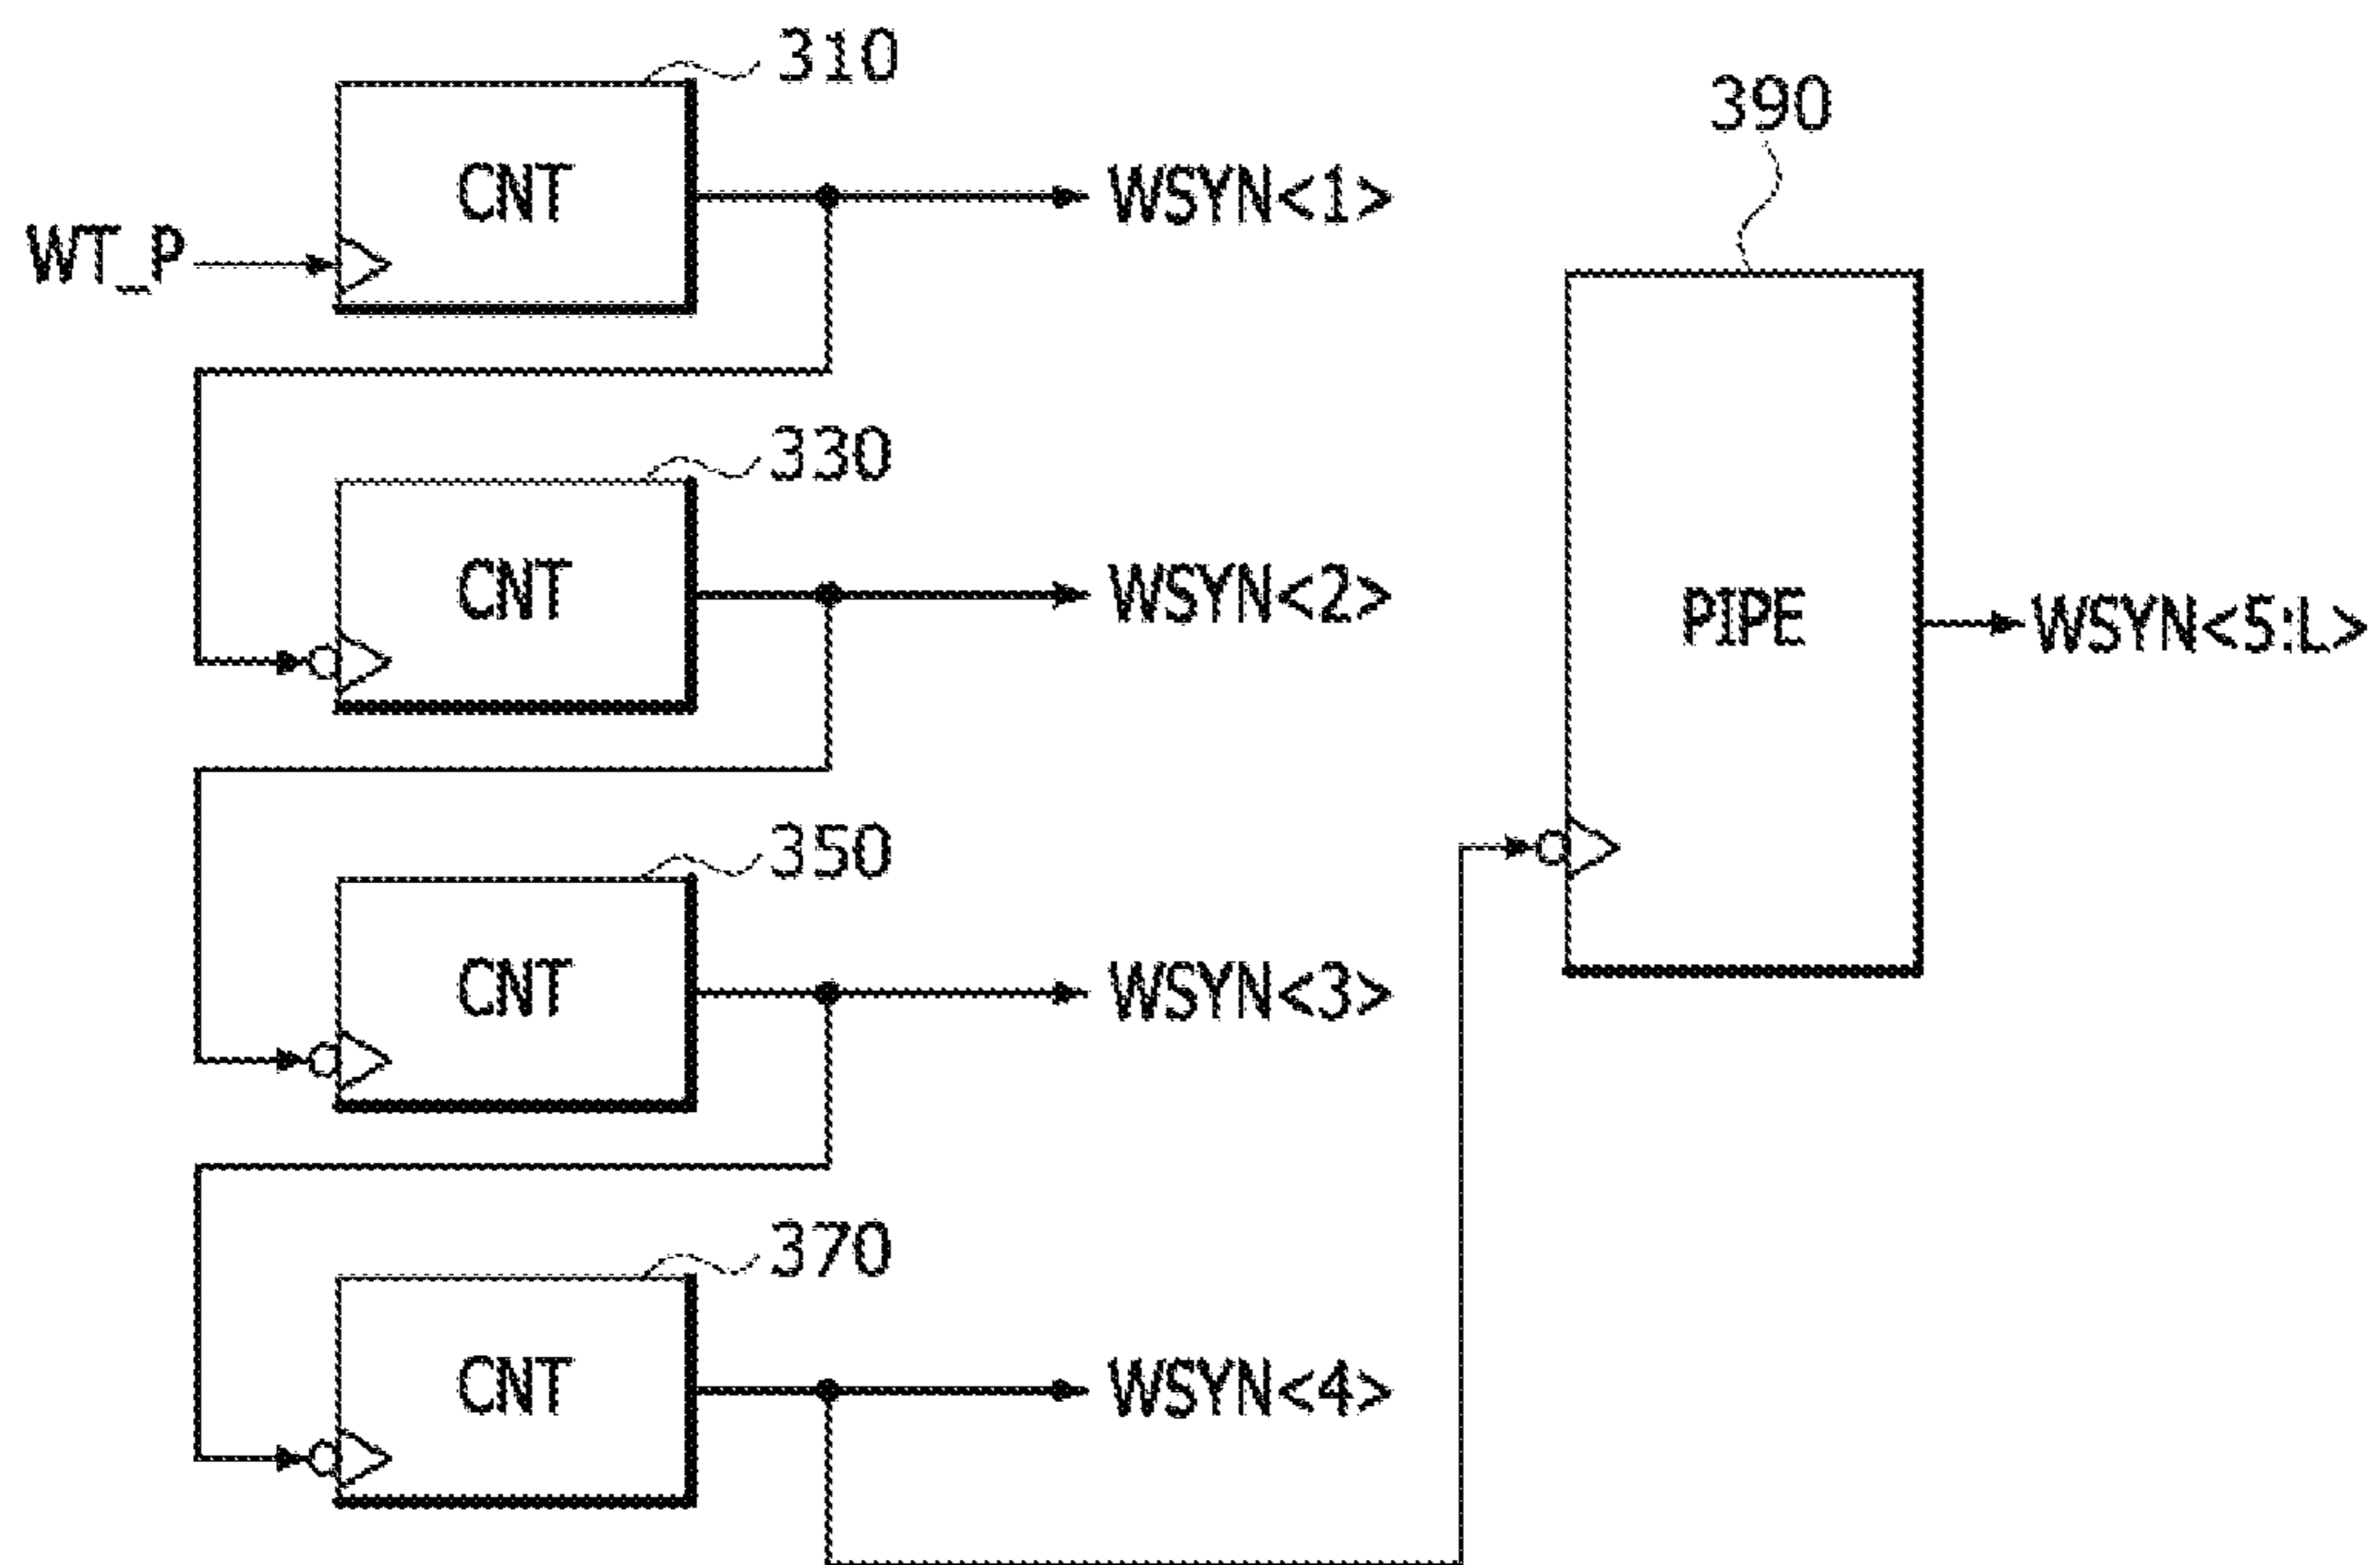 310
CNT
WSYN<1>
WT_P
330
CNT
WSYN<2>
350
CNT
WSYN<3>
370
CNT
WSYN<4>
390
PIPE
WSYN<5:L>